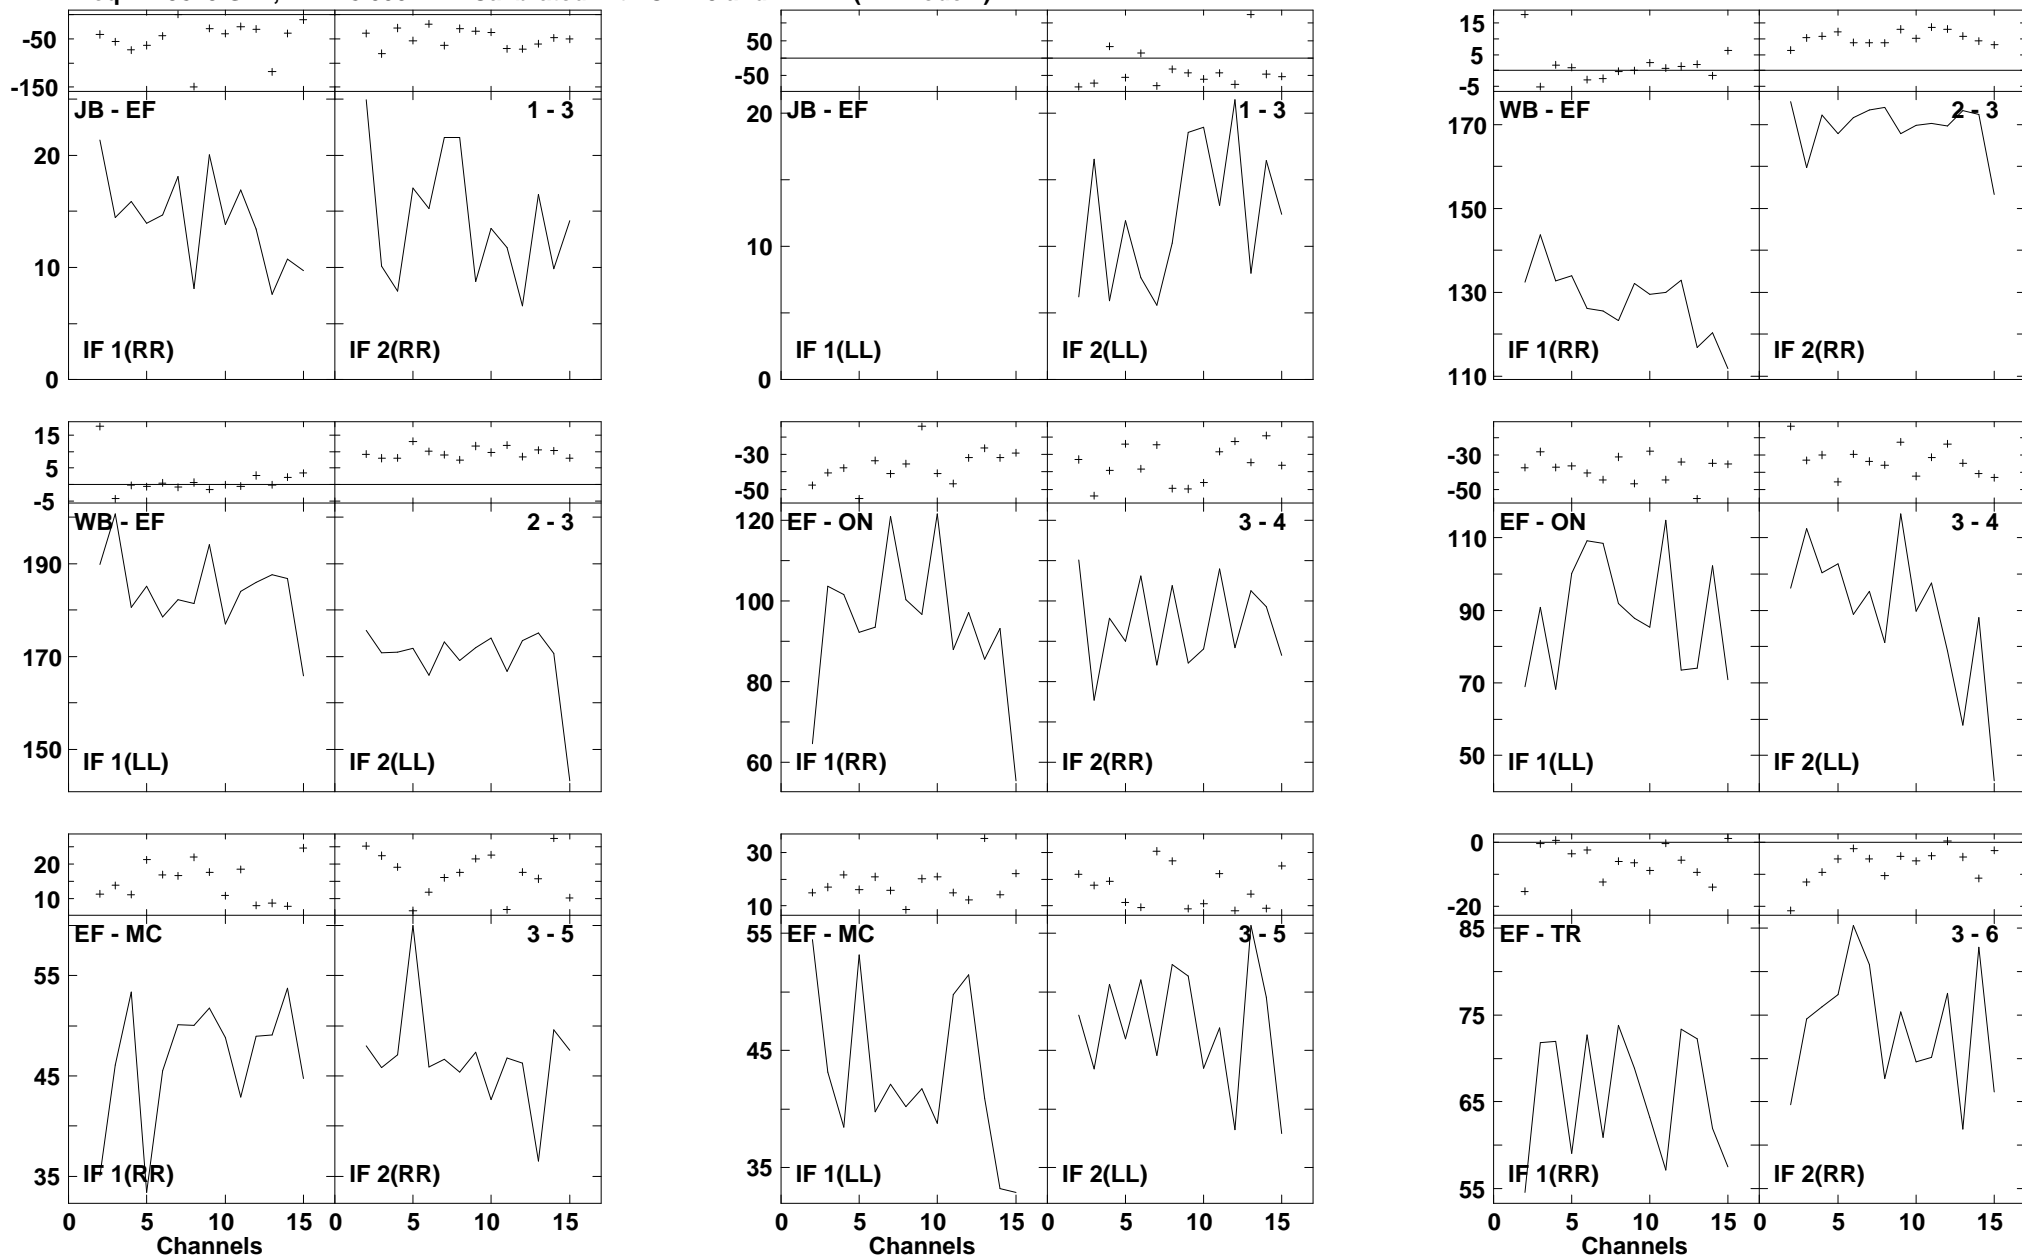 -50
-150
JB - EF 1 - 3
20
10
0
IF 1(RR) IF 2(RR)
50
-50
JB - EF 1 - 3
20
10
0
IF 1(LL) IF 2(LL)
15
5
-5
WB - EF 2 - 3
170
150
130
110
IF 1(RR) IF 2(RR)
15
5
-5
WB - EF 2 - 3
190
170
150
IF 1(LL) IF 2(LL)
-30
-50
EF - ON 3 - 4
120
100
80
60
IF 1(RR) IF 2(RR)
-30
-50
EF - ON 3 - 4
110
90
70
50
IF 1(LL) IF 2(LL)
20
10
EF - MC 3 - 5
55
45
35
IF 1(RR) IF 2(RR)
0 5 10 15 0 5 10 15
Channels
30
10
EF - MC 3 - 5
55
45
35
IF 1(LL) IF 2(LL)
0 5 10 15 0 5 10 15
Channels
0
-20
EF - TR 3 - 6
85
75
65
55
IF 1(RR) IF 2(RR)
0 5 10 15 0 5 10 15
Channels